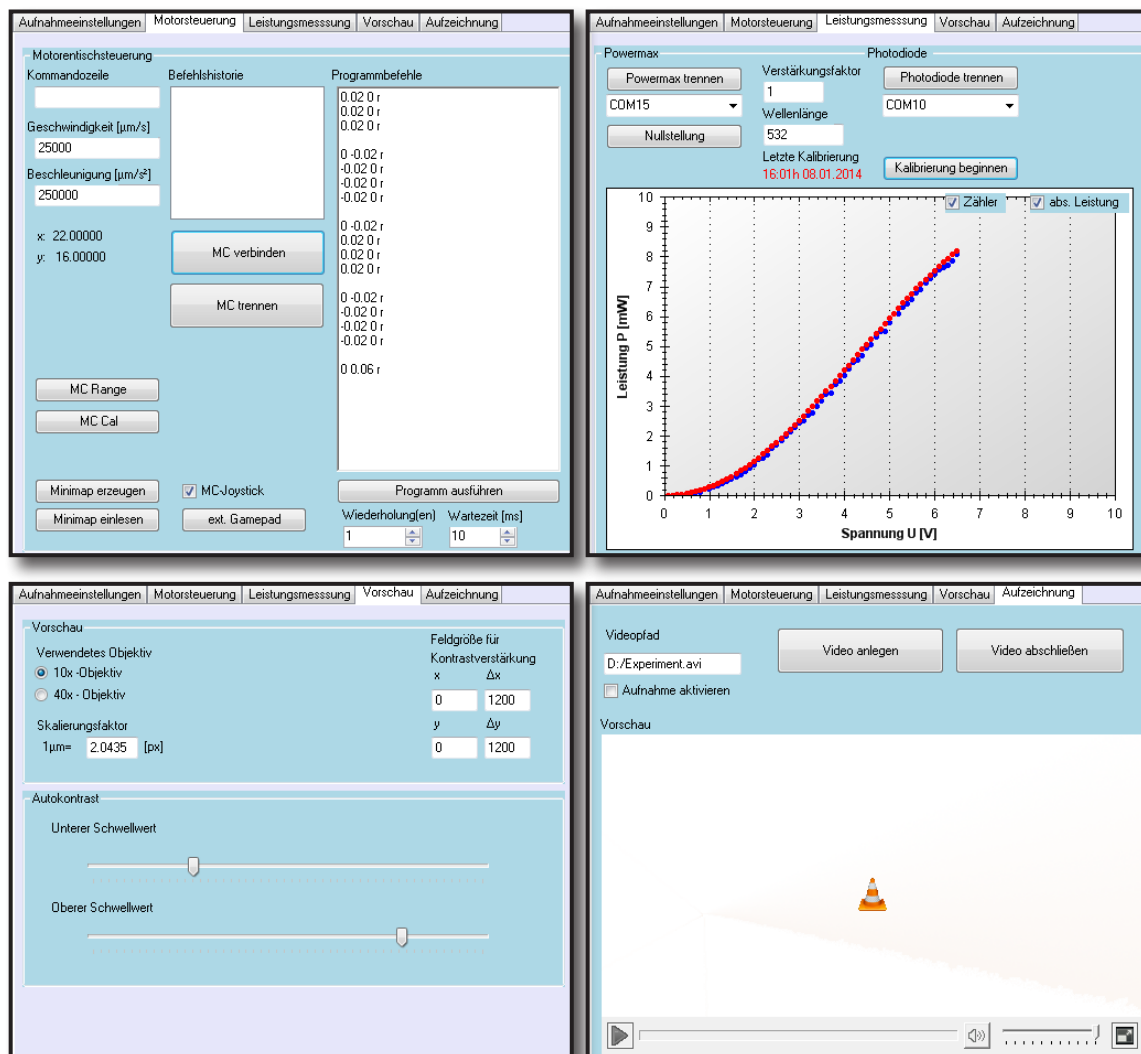 Aufnahmeeinstellungen Motorsteuerung Leistungsmesssung Vorschau Aufzeichnung
Motorentischsteuerung
Kommandozeile Befehlshistorie Programmbefehle
0.02 0 r
0.02 0 r
0.02 0 r
Geschwindigkeit [µm/s]
25000
0 -0.02 r
-0.02 0 r
-0.02 0 r
-0.02 0 r
Beschleunigung [µm/s²]
250000
0 -0.02 r
0.02 0 r
0.02 0 r
0.02 0 r
x: 22.00000
y: 16.00000
MC verbinden
MC trennen
0 -0.02 r
-0.02 0 r
-0.02 0 r
-0.02 0 r
0 0.06 r
MC Range
MC Cal
Minimap erzeugen MC-Joystick Programm ausführen
Minimap einlesen ext. Gamepad Wiederholung(en) Wartezeit [ms]
1 10
Aufnahmeeinstellungen Motorsteuerung Leistungsmesssung Vorschau Aufzeichnung
Powermax Photodiode
Powermax trennen Verstärkungsfaktor Photodiode trennen
1
COM15 COM10
Wellenlänge
Nullstellung 532
Letzte Kalibrierung
16:01h 08.01.2014 Kalibrierung beginnen
Zähler abs. Leistung
10
9
8
7
6
5
4
3
2
1
0
Leistung P [mW]
0 1 2 3 4 5 6 7 8 9 10
Spannung U [V]
Aufnahmeeinstellungen Motorsteuerung Leistungsmesssung Vorschau Aufzeichnung
Vorschau
Verwendetes Objektiv
10x -Objektiv
40x - Objektiv
Skalierungsfaktor
1µm= 2.0435 [px]
Feldgröße für
Kontrastverstärkung
x Δx
0 1200
y Δy
0 1200
Autokontrast
Unterer Schwellwert
Oberer Schwellwert
Aufnahmeeinstellungen Motorsteuerung Leistungsmesssung Vorschau Aufzeichnung
Videopfad
D:/Experiment.avi
Video anlegen Video abschließen
Aufnahme aktivieren
Vorschau